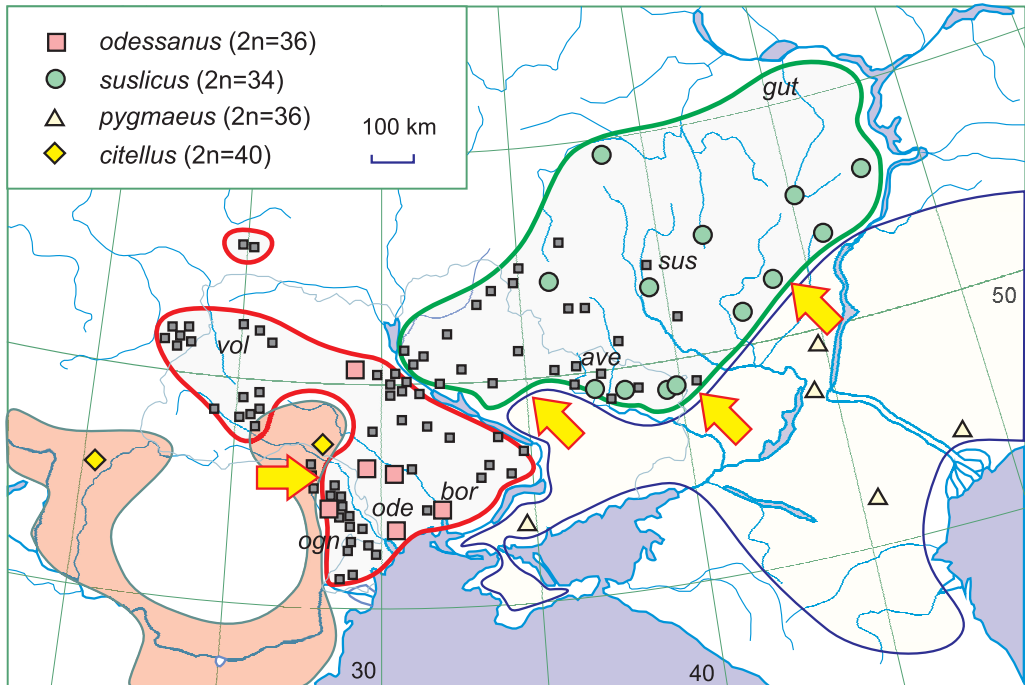 odessanus (2n=36)
suslicus (2n=34)
pygmaeus (2n=36)
citellus (2n=40)
100 km
gut
sus
50
vol
ave
bor
ode
ogn
30
40